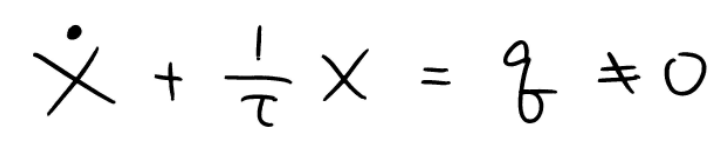 ẋ + 1/τ x = q ≠ 0